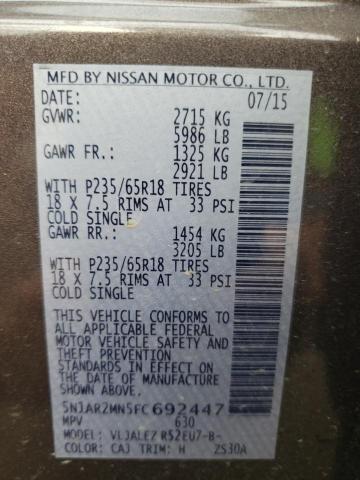 MFD BY NISSAN MOTOR CO., LTD.
DATE: 07/15
GVWR: 2715 KG
5986 LB
GAWR FR.: 1325 KG
2921 LB
WITH P235/65R18 TIRES
18 X 7.5 RIMS AT 33 PSI
COLD SINGLE
GAWR RR.: 1454 KG
3205 LB
WITH P235/65R18 TIRES
18 X 7.5 RIMS AT 33 PSI
COLD SINGLE
THIS VEHICLE CONFORMS TO
ALL APPLICABLE FEDERAL
MOTOR VEHICLE SAFETY AND
THEFT PREVENTION
STANDARDS IN EFFECT ON
THE DATE OF MANUFACTURE
SHOWN ABOVE.
5N1AR2MN5FC692447
MPV 630
MODEL: VLJALEZ R52EU7-B-
COLOR: CAJ TRIM: H ZS30A